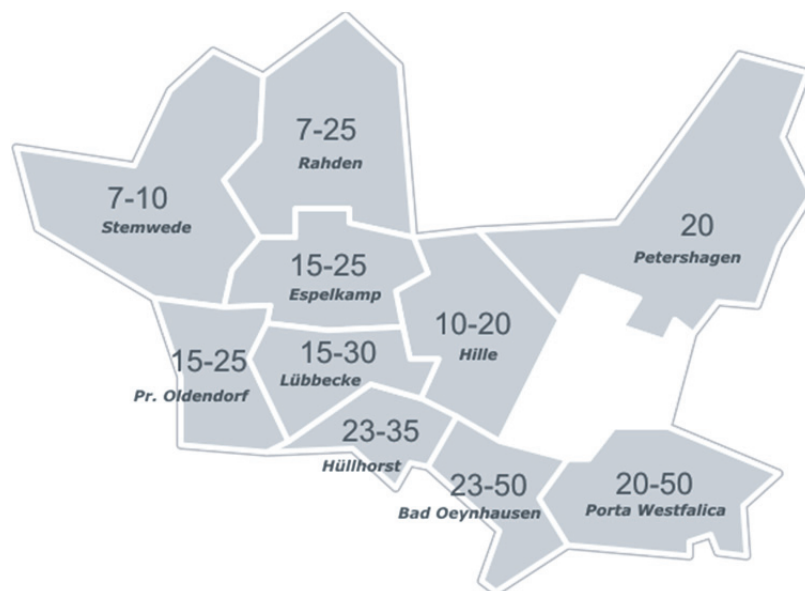 7-25
Rahden
7-10
Stemwede
20
Petershagen
15-25
Espelkamp
10-20
Hille
15-25
Pr. Oldendorf
15-30
Lübbecke
23-35
Hüllhorst
23-50
Bad Oeynhausen
20-50
Porta Westfalica